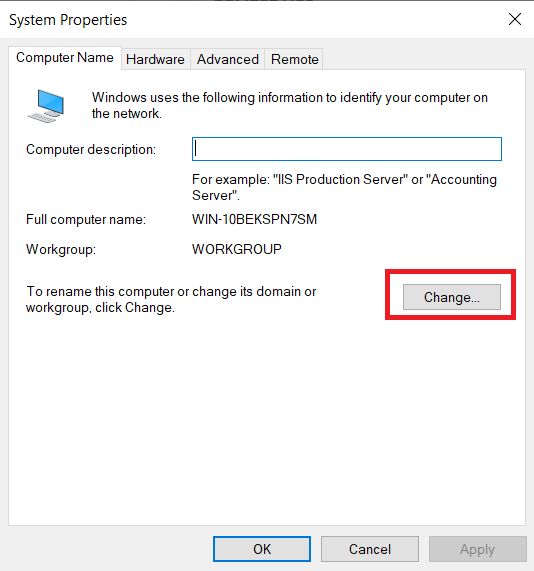 System Properties
Computer Name Hardware Advanced Remote
Windows uses the following information to identify your computer on
the network.
Computer description:
For example: "IIS Production Server" or "Accounting
Server".
Full computer name: WIN-10BEKSPN7SM
Workgroup: WORKGROUP
To rename this computer or change its domain or
workgroup, click Change.
Change...
OK Cancel Apply